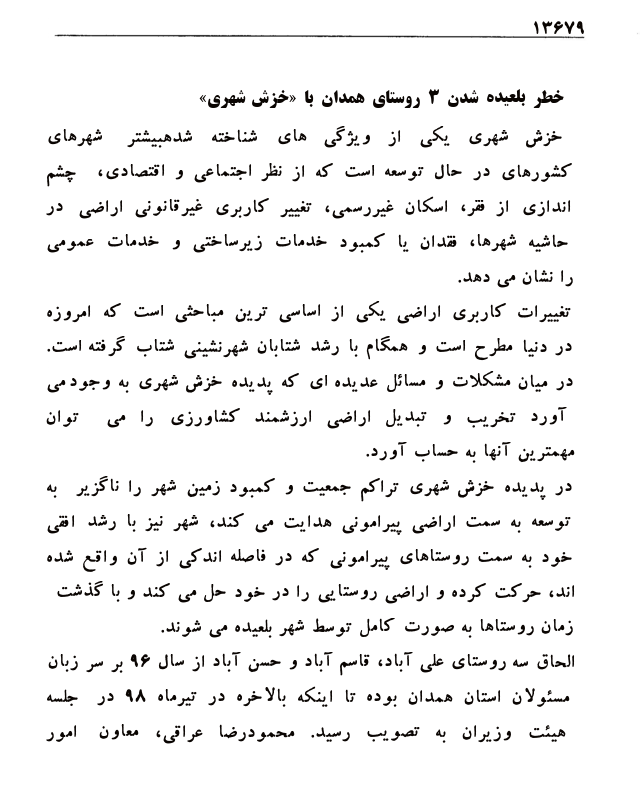 ۱۳۶۷۹
خطر بلعیده شدن ۳ روستای همدان با «خزش شهری»
خزش شهری یکی از ویژگی های شناخته شدهبیشتر شهرهای
کشورهای در حال توسعه است که از نظر اجتماعی و اقتصادی، چشم
اندازی از فقر، اسکان غیررسمی، تغییر کاربری غیرقانونی اراضی در
حاشیه شهرها، فقدان یا کمبود خدمات زیرساختی و خدمات عمومی
را نشان می دهد.
تغییرات کاربری اراضی یکی از اساسی ترین مباحثی است که امروزه
در دنیا مطرح است و همگام با رشد شتابان شهرنشینی شتاب گرفته است.
در میان مشکلات و مسائل عدیده ای که پدیده خزش شهری به وجودمی
آورد تخریب و تبدیل اراضی ارزشمند کشاورزی را می توان
مهمترین آنها به حساب آورد.
در پدیده خزش شهری تراکم جمعیت و کمبود زمین شهر را ناگزیر به
توسعه به سمت اراضی پیرامونی هدایت می کند، شهر نیز با رشد افقی
خود به سمت روستاهای پیرامونی که در فاصله اندکی از آن واقع شده
اند، حرکت کرده و اراضی روستایی را در خود حل می کند و با گذشت
زمان روستاها به صورت کامل توسط شهر بلعیده می شوند.
الحاق سه روستای علی آباد، قاسم آباد و حسن آباد از سال ۹۶ بر سر زبان
مسئولان استان همدان بوده تا اینکه بالاخره در تیرماه ۹۸ در جلسه
هیئت وزیران به تصویب رسید. محمودرضا عراقی، معاون امور